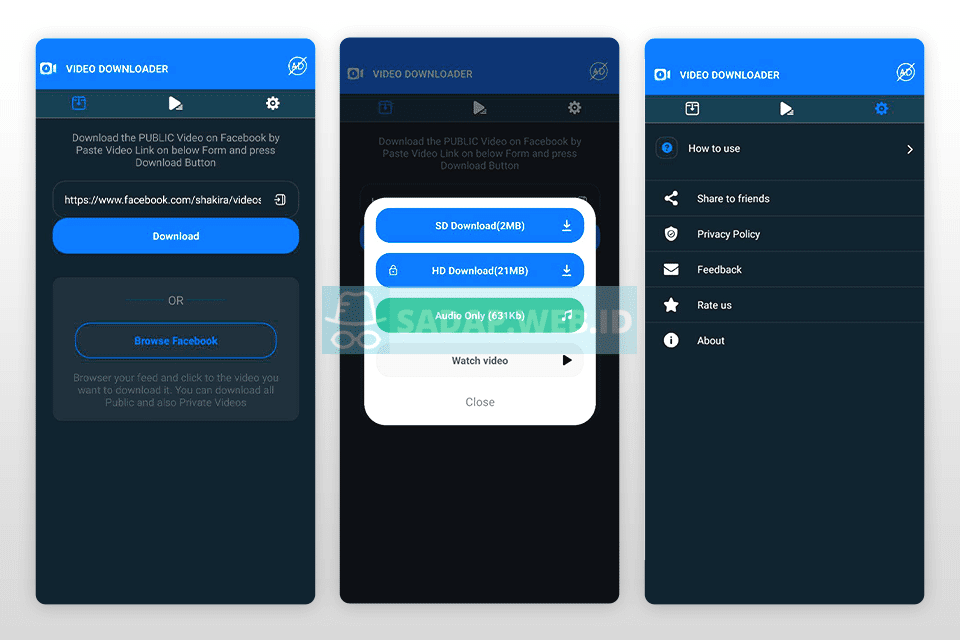 VIDEO DOWNLOADER
AD
Download the PUBLIC Video on Facebook by
Paste Video Link on below Form and press
Download Button
https://www.facebook.com/shakira/videos
Download
OR
Browse Facebook
Browser your feed and click to the video you
want to download it. You can download all
Public and also Private Videos
VIDEO DOWNLOADER
AD
Download the PUBLIC Video on Facebook by
Paste Video Link on below Form and press
Download Button
SD Download(2MB)
HD Download(21MB)
Audio Only (631Kb)
SADAP.WEB.ID
Watch video
Close
VIDEO DOWNLOADER
AD
How to use
Share to friends
Privacy Policy
Feedback
Rate us
About